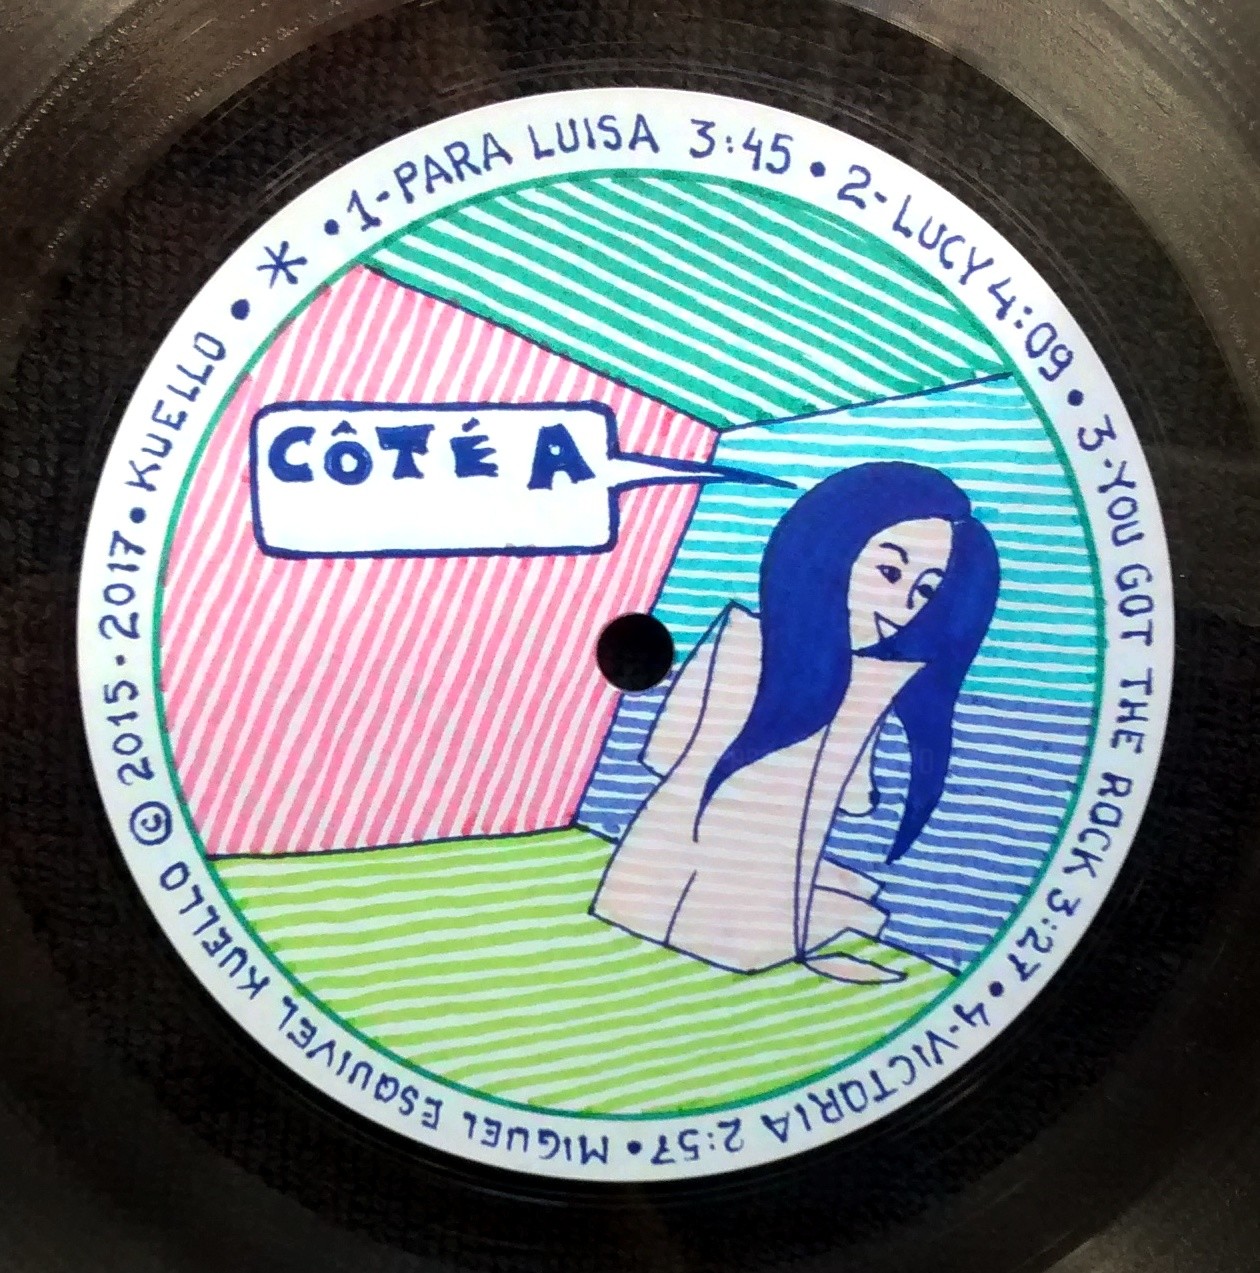 * • 1-PARA LUISA 3:45 • 2-LUCY 4:09 • 3-YOU GOT THE ROCK 3:27 • 4-VICTORIA 2:57 • MIGUEL ESQUIVEL KUELLO © 2015 • 2017 • KUELLO •
CÔTÉ A